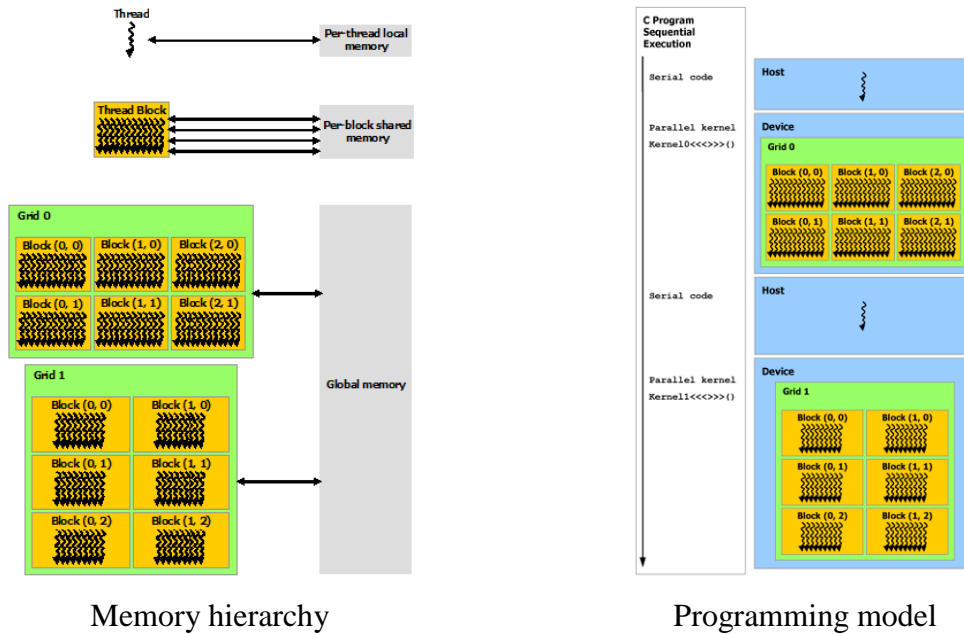 Thread
Per-thread local
memory
Thread Block
Per-block shared
memory
Grid 0
Block (0, 0)
Block (1, 0)
Block (2, 0)
Block (0, 1)
Block (1, 1)
Block (2, 1)
Grid 1
Block (0, 0)
Block (1, 0)
Block (0, 1)
Block (1, 1)
Block (0, 2)
Block (1, 2)
Global memory
Memory hierarchy
C Program
Sequential
Execution
Serial code
Parallel kernel
Kernel0<<<>>>()
Serial code
Parallel kernel
Kernel1<<<>>>()
Host
Device
Grid 0
Block (0, 0)
Block (1, 0)
Block (2, 0)
Block (0, 1)
Block (1, 1)
Block (2, 1)
Host
Device
Grid 1
Block (0, 0)
Block (1, 0)
Block (0, 1)
Block (1, 1)
Block (0, 2)
Block (1, 2)
Programming model